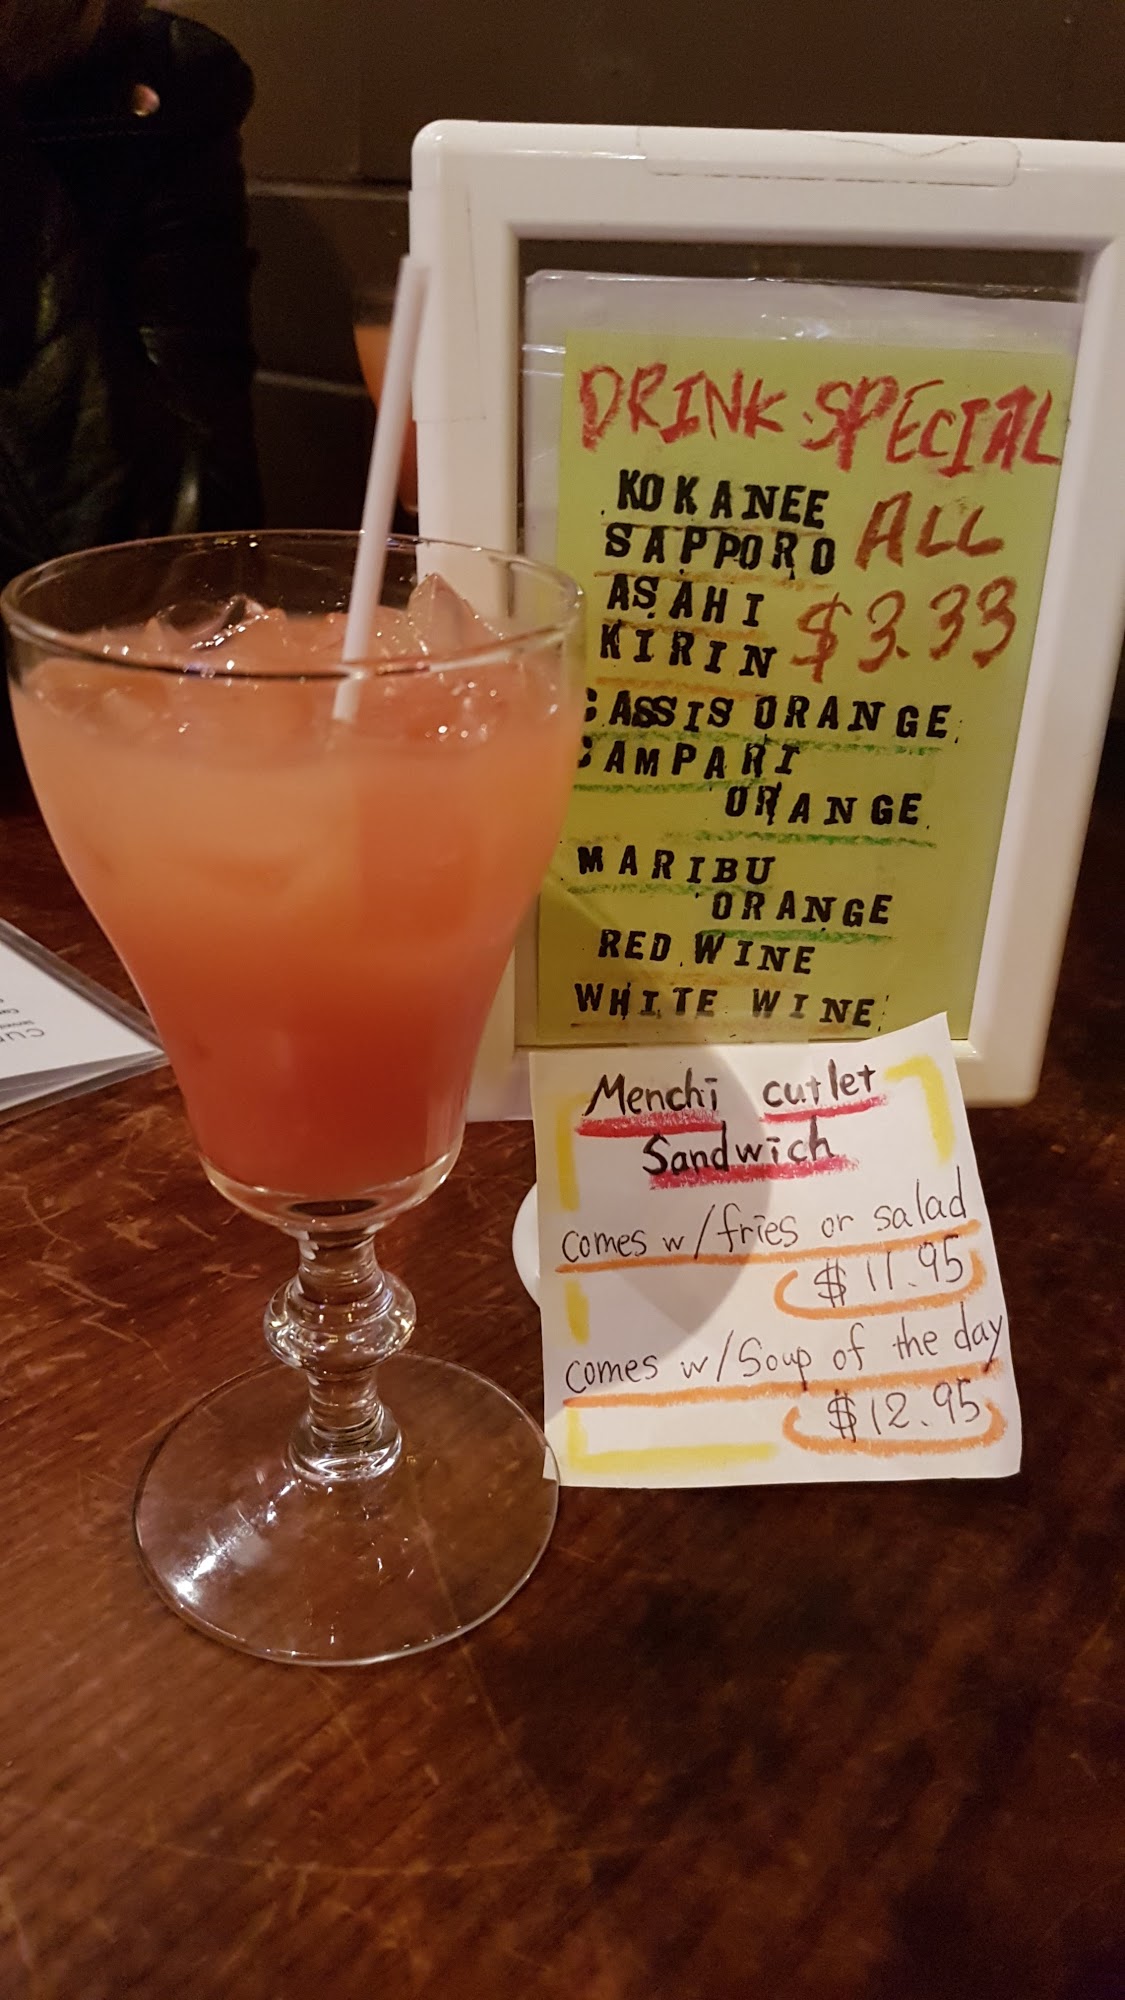 DRINK SPECIAL
KOKANEE
SAPPORO
ASAHI
KIRIN
ALL
$3.33
CASSIS ORANGE
CAMPARI
ORANGE
MARIBU
ORANGE
RED WINE
WHITE WINE
Menchi cutlet
Sandwich
comes w/fries or salad
$11.95
comes w/Soup of the day
$12.95